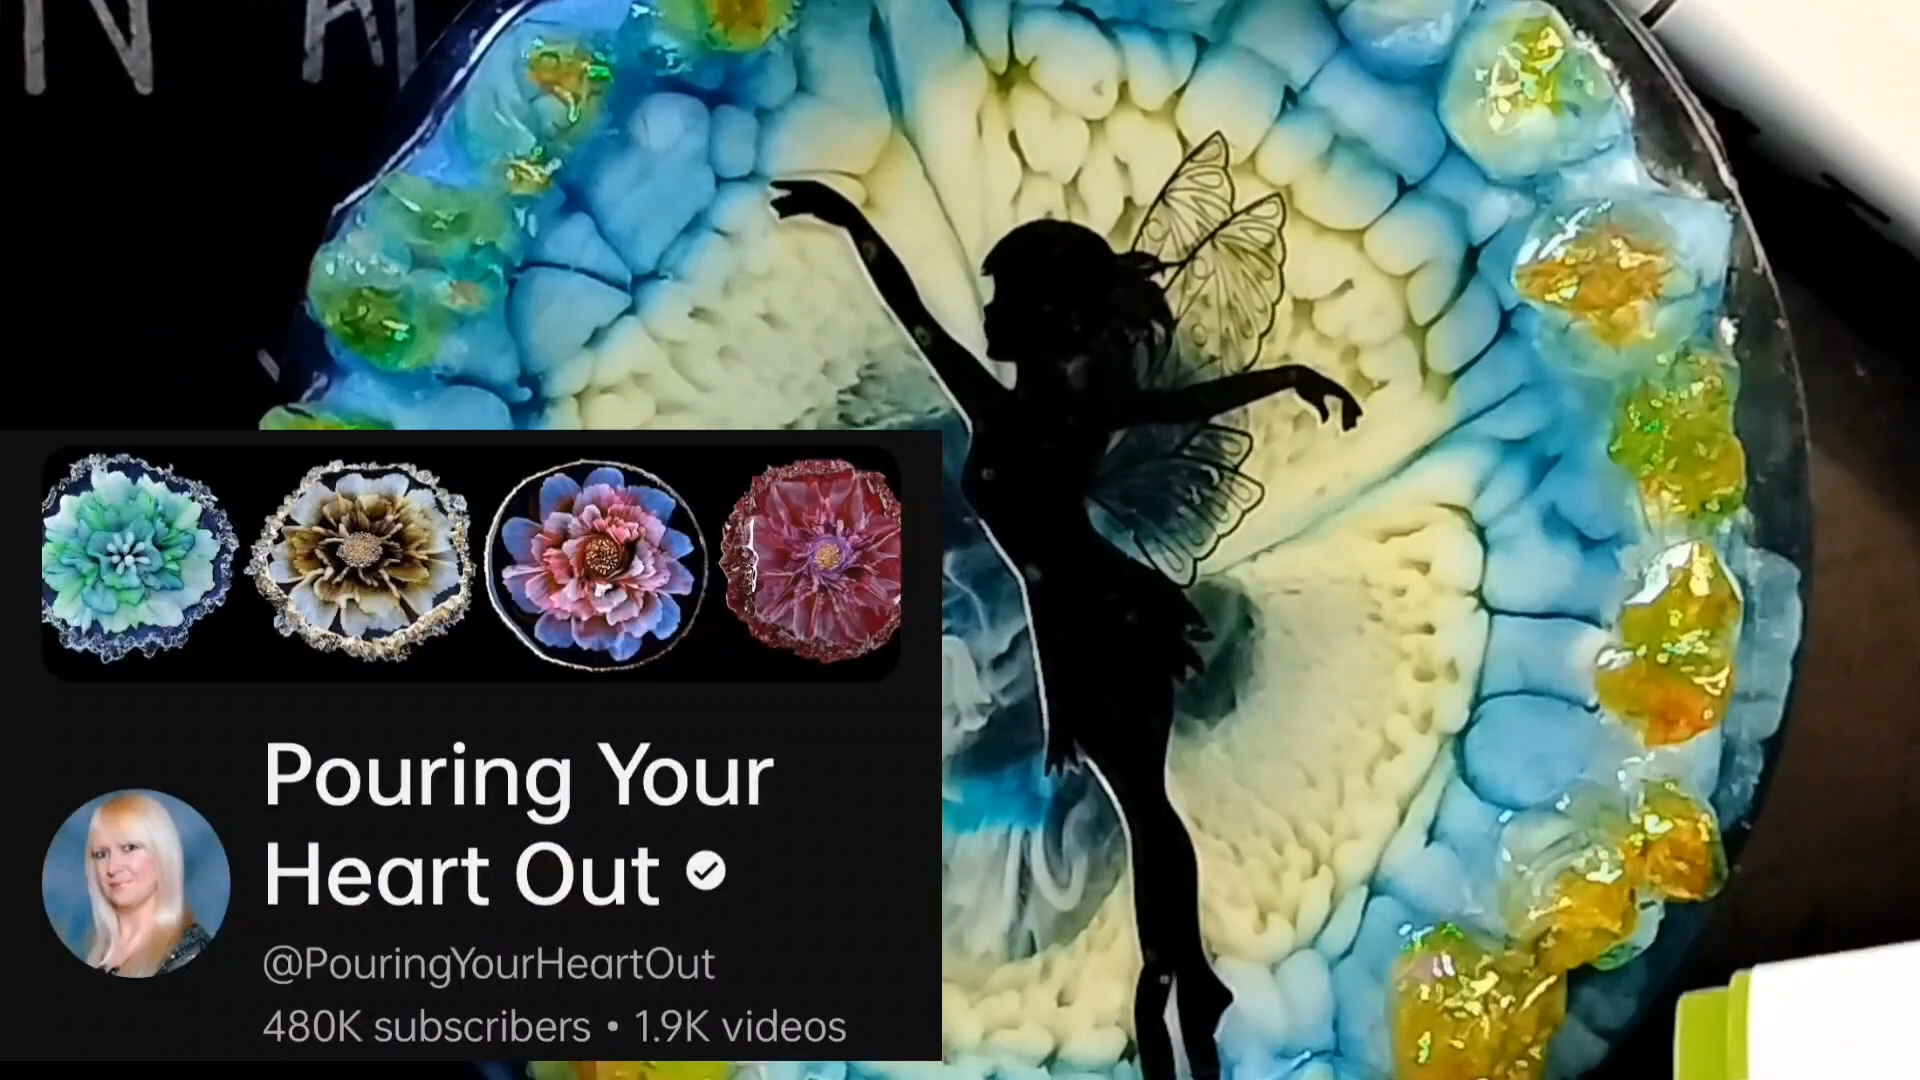 N A
Pouring Your
Heart Out
@PouringYourHeartOut
480K subscribers • 1.9K videos